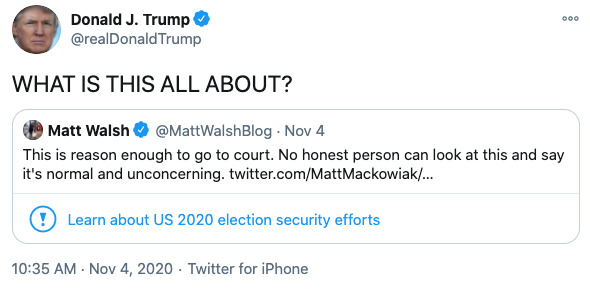 Donald J. Trump
@realDonaldTrump
WHAT IS THIS ALL ABOUT?
Matt Walsh @MattWalshBlog · Nov 4
This is reason enough to go to court. No honest person can look at this and say
it's normal and unconcerning. twitter.com/MattMackowiak/...
Learn about US 2020 election security efforts
10:35 AM · Nov 4, 2020 · Twitter for iPhone